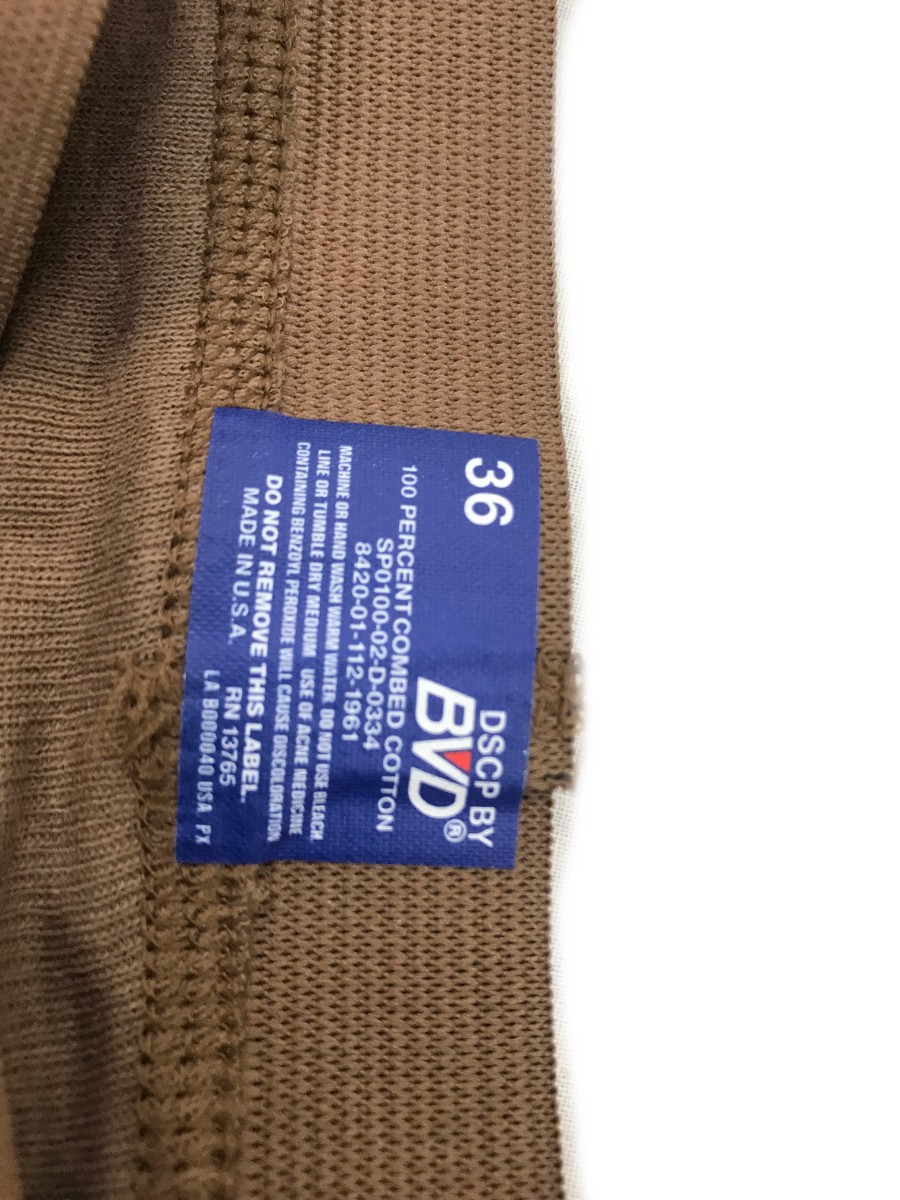 36
DSCP BY
BVD®
100 PERCENT COMBED COTTON
SP0100-02-D-0334
8420-01-112-1961
MACHINE OR HAND WASH WARM WATER. DO NOT USE BLEACH.
LINE OR TUMBLE DRY MEDIUM. USE OF ACNE MEDICINE
CONTAINING BENZOYL PEROXIDE WILL CAUSE DISCOLORATION
DO NOT REMOVE THIS LABEL.
MADE IN U.S.A. RN 13765
LA B000040 USA PX